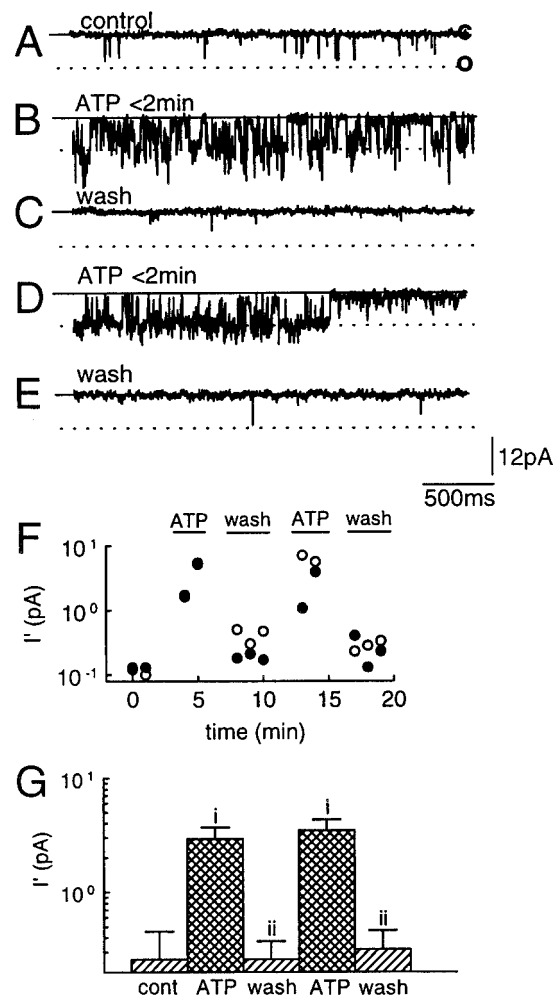 A control C
O
B ATP <2min
C wash
D ATP <2min
E wash
12pA
500ms
F ATP wash ATP wash
10¹
10⁰
10⁻¹
I' (pA)
0 5 10 15 20
time (min)
G
10¹
10⁰
I' (pA)
i i
ii ii
cont ATP wash ATP wash